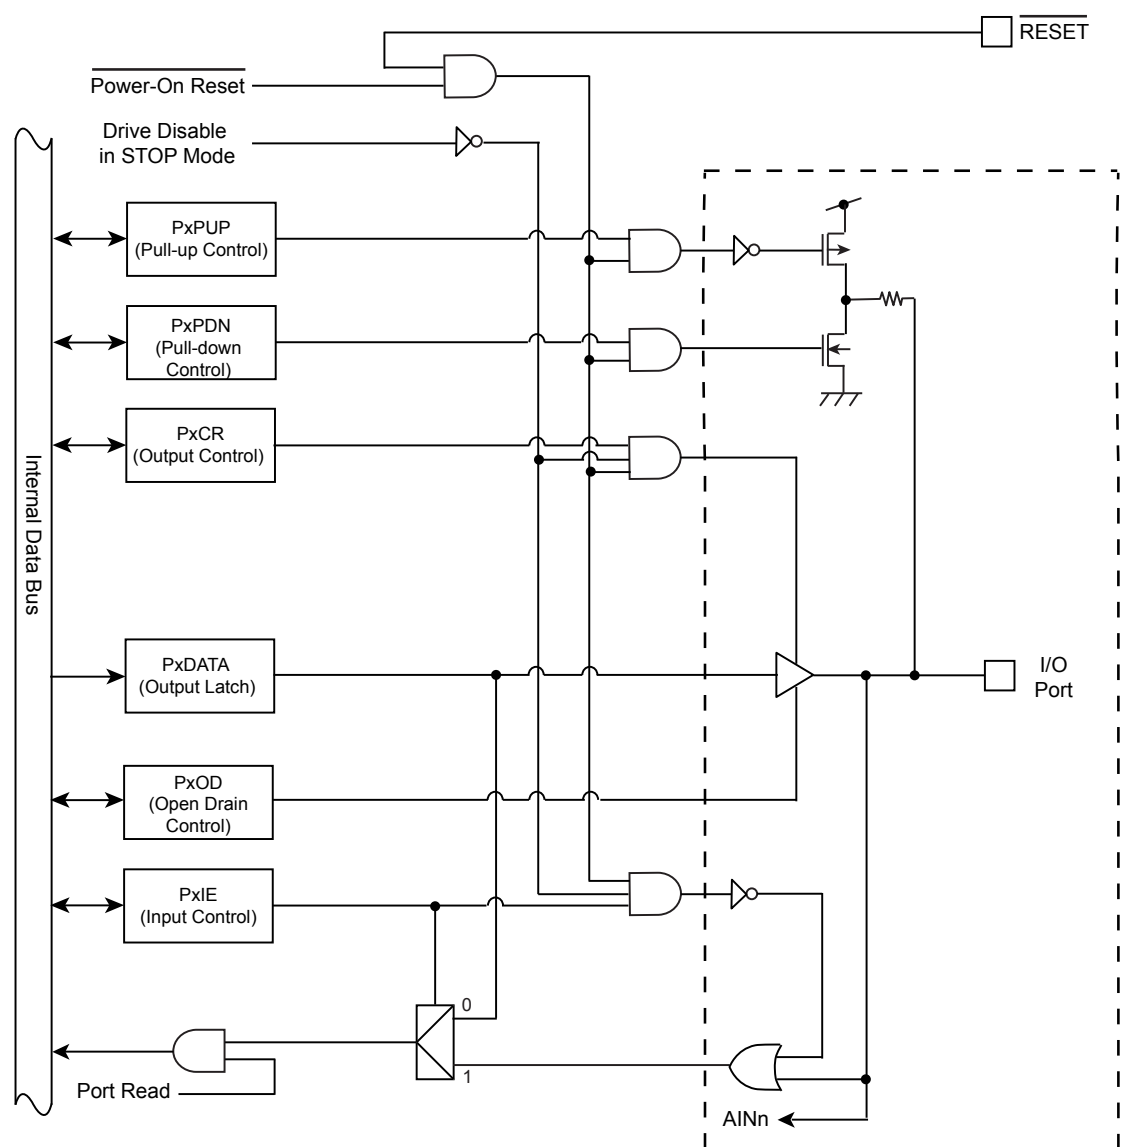 RESET
Power-On Reset
Drive Disable
in STOP Mode
PxPUP
(Pull-up Control)
PxPDN
(Pull-down
Control)
PxCR
(Output Control)
Internal Data Bus
PxDATA
(Output Latch)
I/O
Port
PxOD
(Open Drain
Control)
PxIE
(Input Control)
0
1
Port Read
AINn